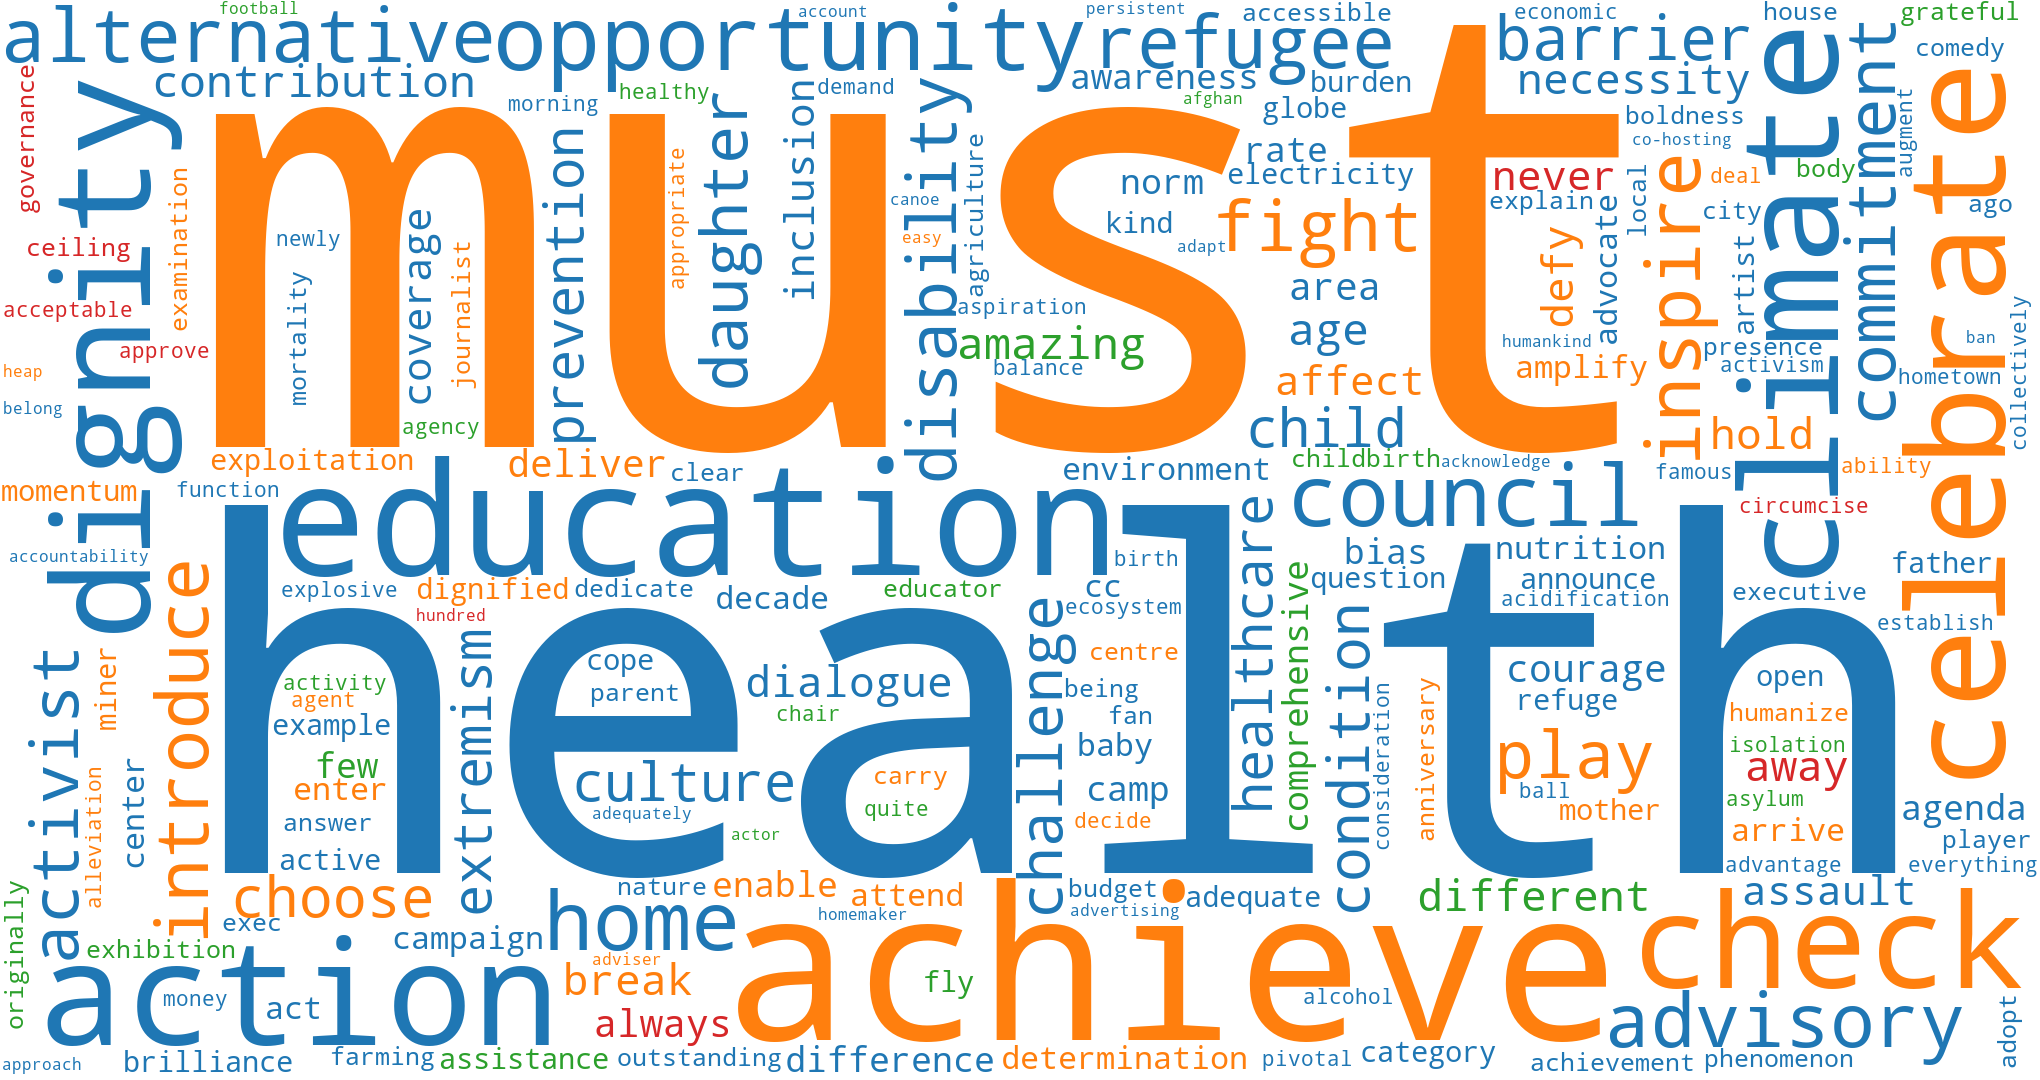 football
account
persistent
accessible
economic
house
grateful
alternative
opportunity
refugee
barrier
comedy
contribution
awareness
burden
necessity
healthy
demand
morning
afghan
globe
boldness
co-hosting
governance
dignity
must
daughter
inclusion
disability
agriculture
rate
electricity
norm
never
explain
local
inspire
deal
body
augment
climate
commitment
celebrate
city
ago
examination
ceiling
newly
coverage
journalist
prevention
appropriate
canoe
easy
kind
adapt
fight
defy
advocate
artist
acceptable
mortality
aspiration
area
age
approve
amazing
balance
humankind
presence
activism
ban
collectively
heap
belong
affect
amplify
hometown
agency
child
hold
exploitation
deliver
clear
environment
childbirth
acknowledge
famous
ability
momentum
function
education
council
circumcise
healthcare
accountability
birth
bias
nutrition
question
announce
father
explosive
dignified
dedicate
decade
educator
cc
ecosystem
acidification
executive
hundred
health
establish
introduce
activist
miner
extremism
cope
parent
dialogue
challenge
centre
comprehensive
condition
courage
open
activity
agent
example
chair
being
fan
baby
refuge
humanize
isolation
consideration
anniversary
few
enter
culture
carry
quite
camp
play
away
ball
mother
asylum
agenda
alleviation
center
answer
adequately
actor
decide
arrive
player
active
advantage
everything
choose
nature
enable
attend
budget
adequate
different
assault
advertising
homemaker
originally
exec
exhibition
campaign
home
achieve
check
adviser
action
money
act
break
fly
alcohol
always
advisory
adopt
approach
brilliance
farming
assistance
outstanding
difference
determination
pivotal
category
achievement
phenomenon